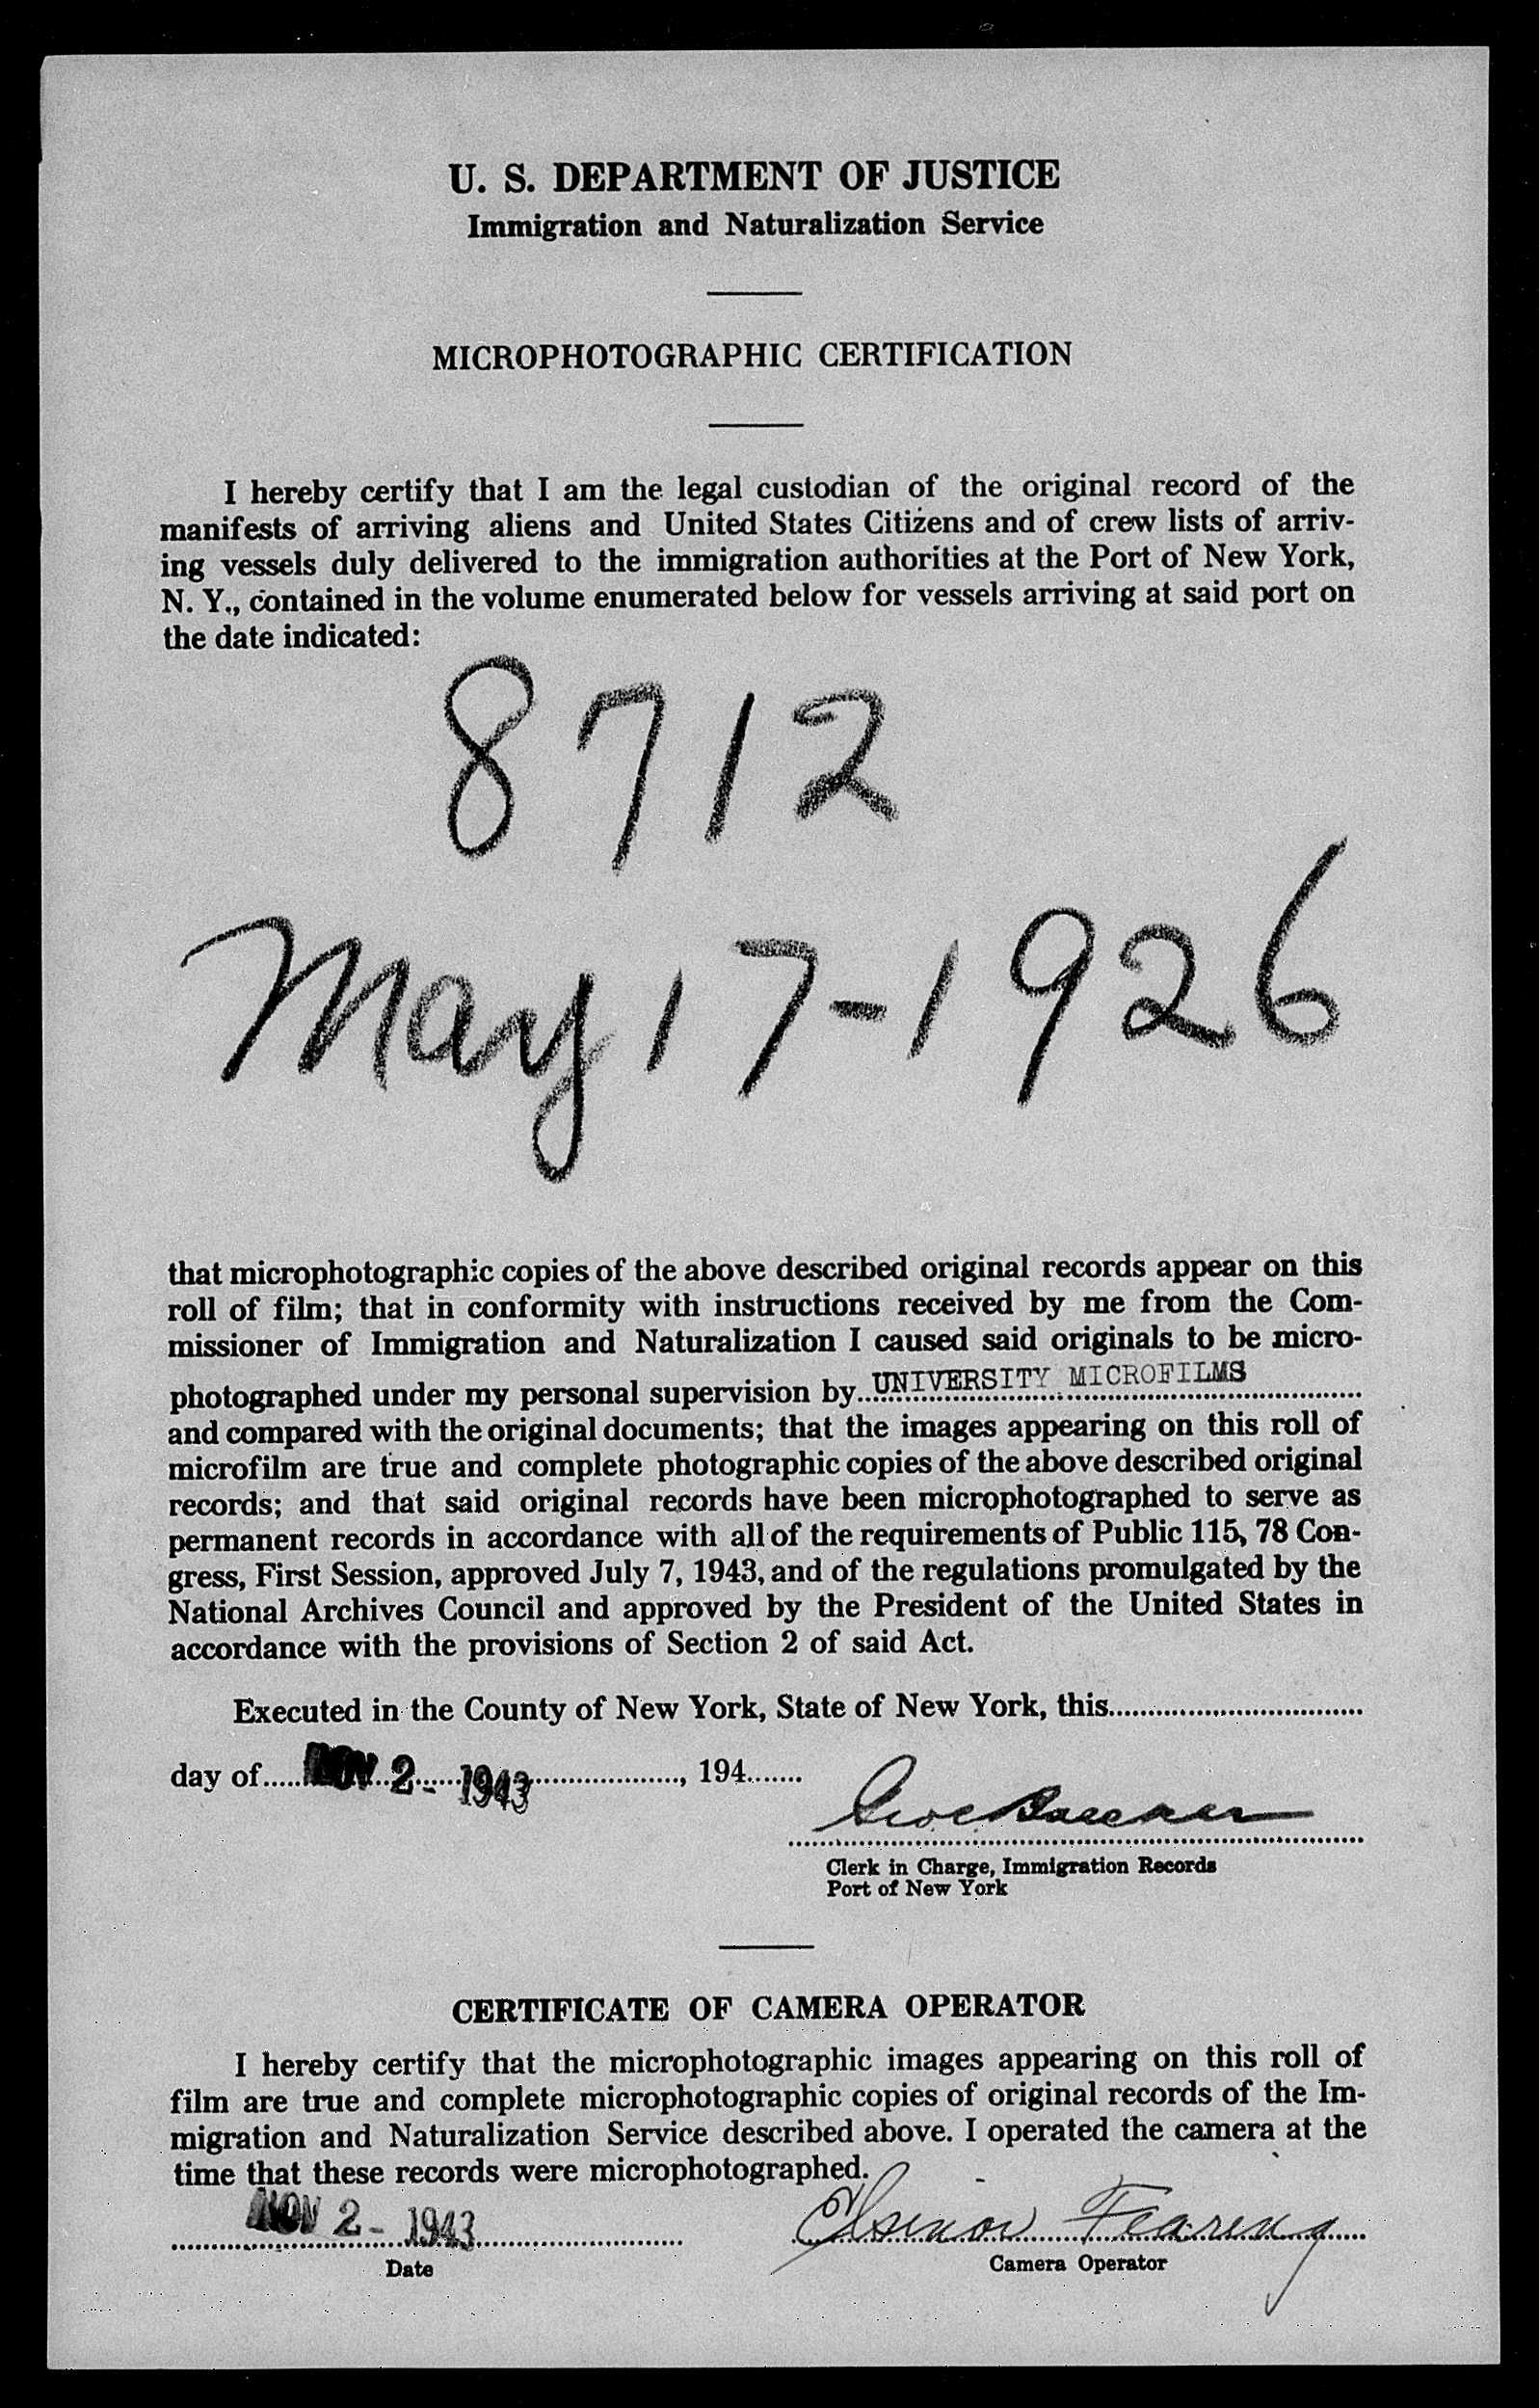 U. S. DEPARTMENT OF JUSTICE
Immigration and Naturalization Service
MICROPHOTOGRAPHIC CERTIFICATION
I hereby certify that I am the legal custodian of the original record of the
manifests of arriving aliens and United States Citizens and of crew lists of arriv-
ing vessels duly delivered to the immigration authorities at the Port of New York,
N. Y., contained in the volume enumerated below for vessels arriving at said port on
the date indicated:
8712
May 17-1926
that microphotographic copies of the above described original records appear on this
roll of film; that in conformity with instructions received by me from the Com-
missioner of Immigration and Naturalization I caused said originals to be micro-
photographed under my personal supervision by UNIVERSITY MICROFILMS
and compared with the original documents; that the images appearing on this roll of
microfilm are true and complete photographic copies of the above described original
records; and that said original records have been microphotographed to serve as
permanent records in accordance with all of the requirements of Public 115, 78 Con-
gress, First Session, approved July 7, 1943, and of the regulations promulgated by the
National Archives Council and approved by the President of the United States in
accordance with the provisions of Section 2 of said Act.
Executed in the County of New York, State of New York, this
day of NOV 2 - 1943, 194
Clerk in Charge, Immigration Records
Port of New York
CERTIFICATE OF CAMERA OPERATOR
I hereby certify that the microphotographic images appearing on this roll of
film are true and complete microphotographic copies of original records of the Im-
migration and Naturalization Service described above. I operated the camera at the
time that these records were microphotographed.
NOV 2 - 1943 Elsinor Fearing
Date Camera Operator